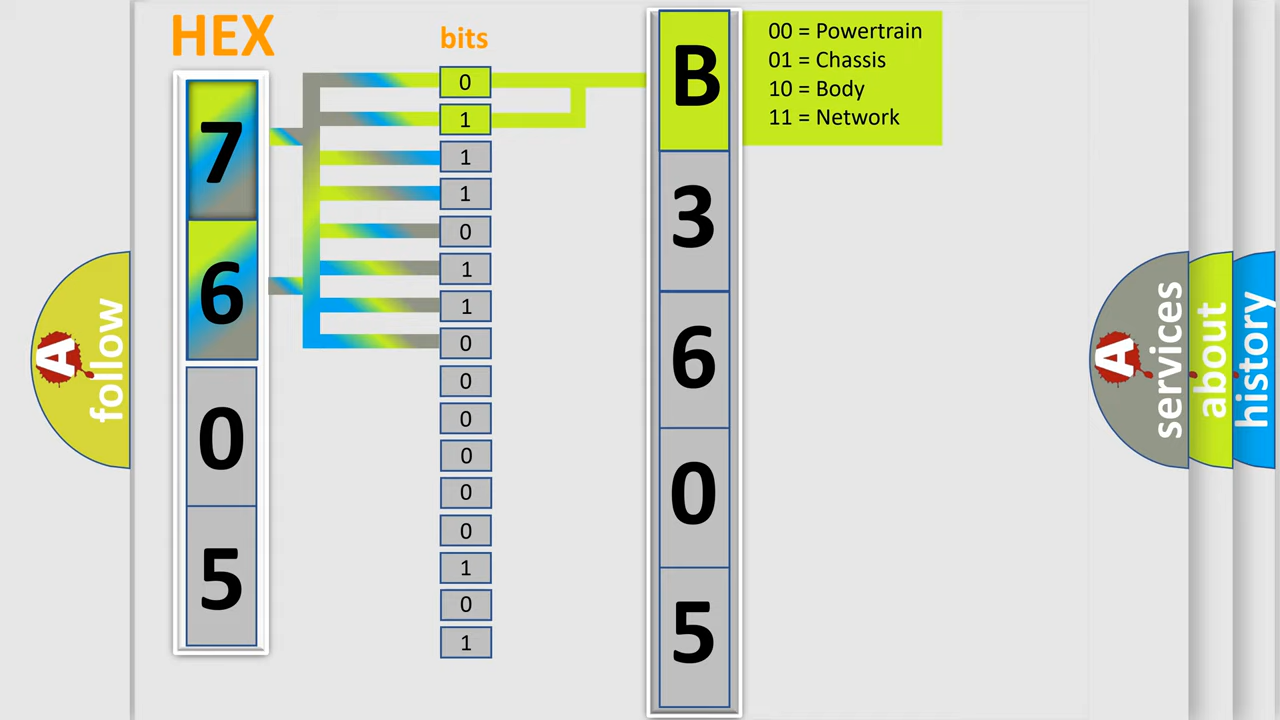 HEX
bits
7
6
0
5
0
1
1
1
0
1
1
0
0
0
0
0
0
1
0
1
B
3
6
0
5
00 = Powertrain
01 = Chassis
10 = Body
11 = Network
A
follow
A
services
about
history